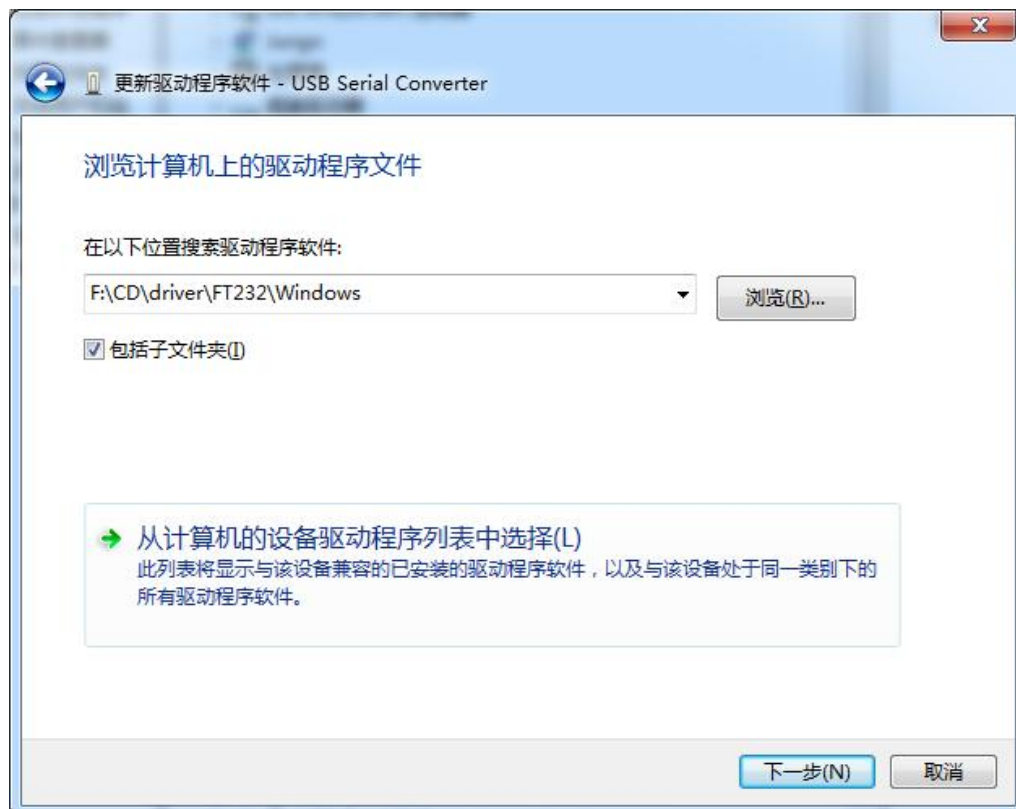 更新驱动程序软件 - USB Serial Converter
浏览计算机上的驱动程序文件
在以下位置搜索驱动程序软件:
F:\CD\driver\FT232\Windows
浏览(R)...
包括子文件夹(I)
从计算机的设备驱动程序列表中选择(L)
此列表将显示与该设备兼容的已安装的驱动程序软件，以及与该设备处于同一类别下的
所有驱动程序软件。
下一步(N)
取消